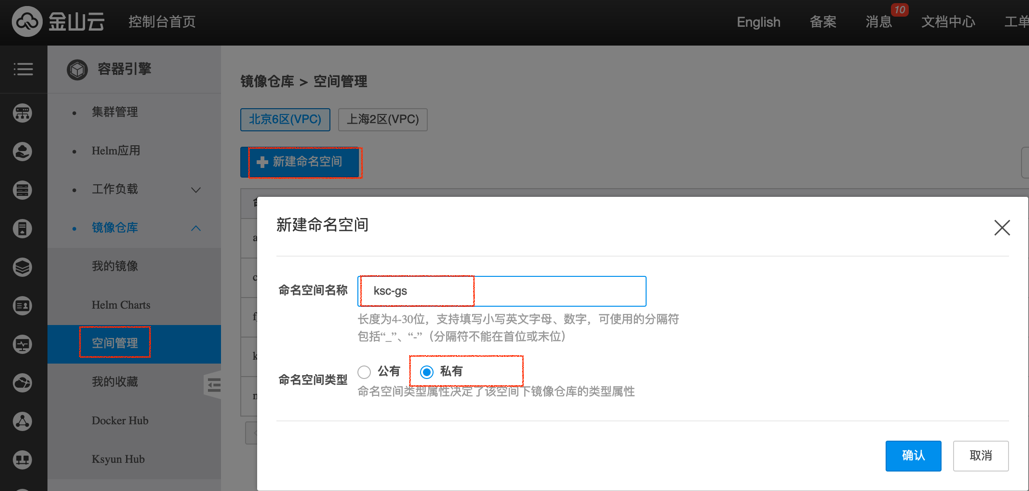 金山云
控制台首页
English
备案
消息
10
文档中心
工单
容器引擎
集群管理
Helm应用
工作负载
镜像仓库
我的镜像
Helm Charts
空间管理
我的收藏
Docker Hub
Ksyun Hub
镜像仓库 > 空间管理
北京6区(VPC)
上海2区(VPC)
新建命名空间
新建命名空间
命名空间名称
ksc-gs
长度为4-30位，支持填写小写英文字母、数字，可使用的分隔符
包括“_”、“-”（分隔符不能在首位或末位）
命名空间类型
公有
私有
命名空间类型属性决定了该空间下镜像仓库的类型属性
确认
取消